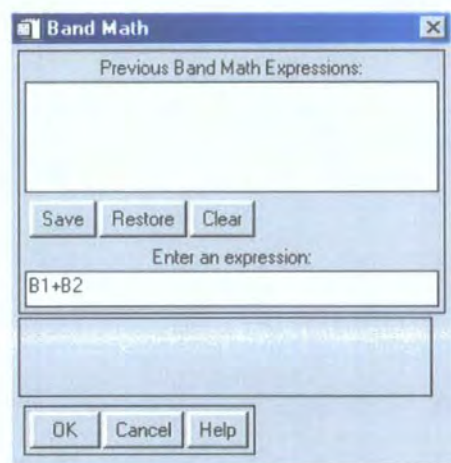 Band Math
Previous Band Math Expressions:
Save Restore Clear
Enter an expression:
B1+B2
OK Cancel Help